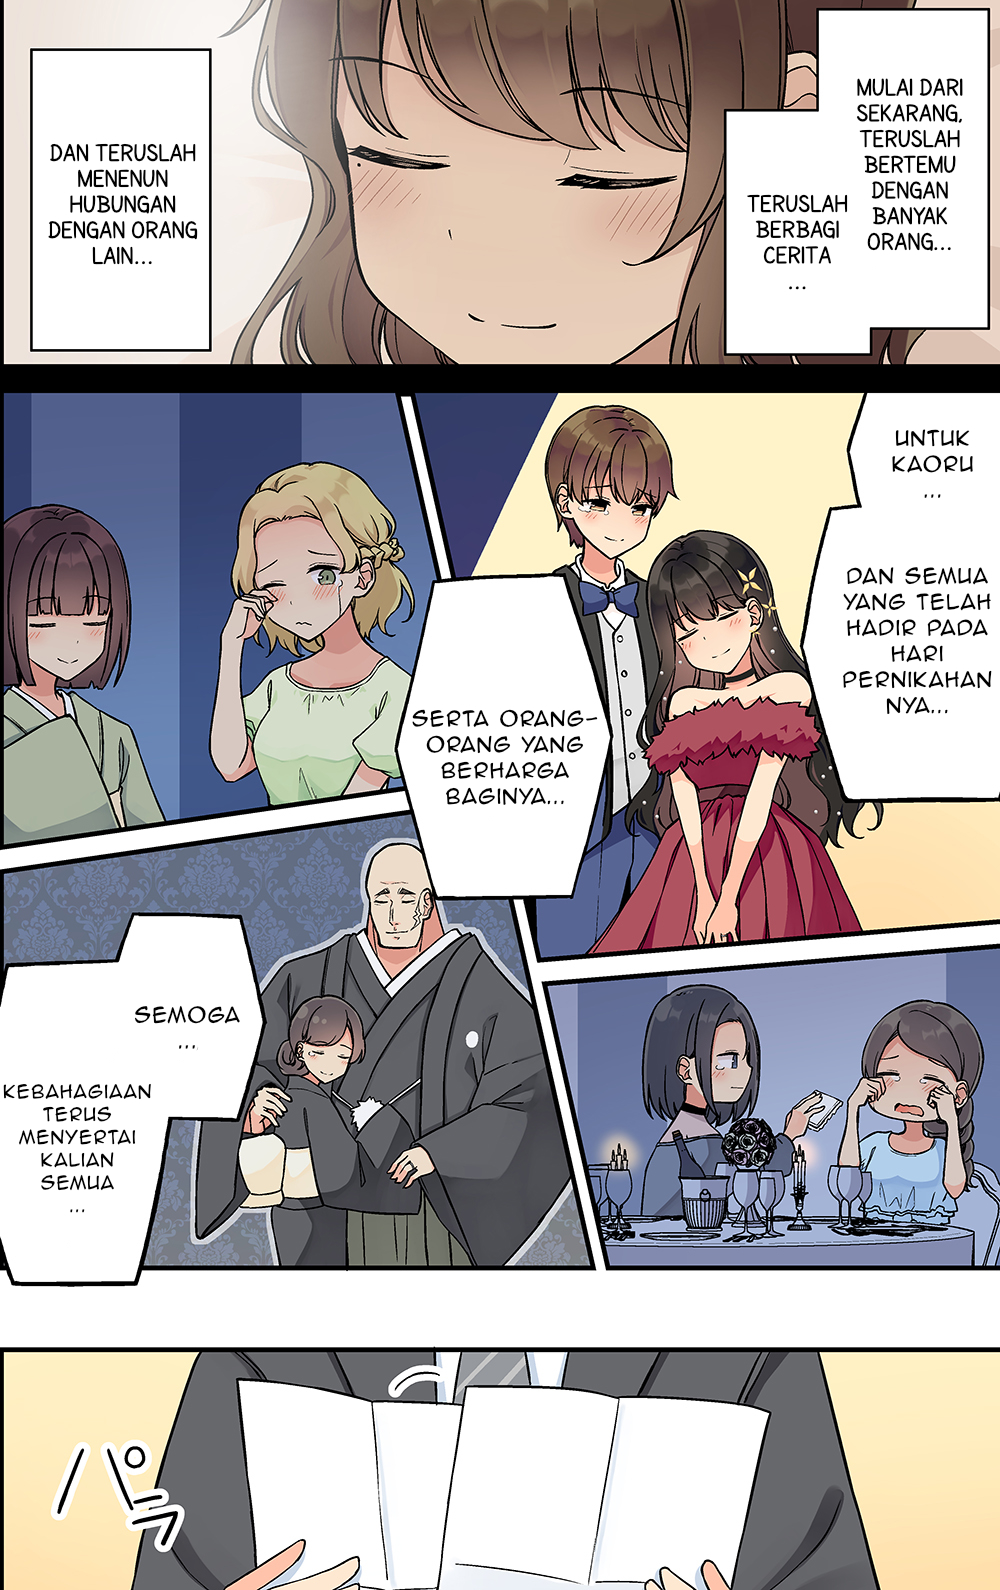 MULAI DARI
SEKARANG,
TERUSLAH
BERTEMU
DENGAN
BANYAK
ORANG...
TERUSLAH
BERBAGI
CERITA
...
DAN TERUSLAH
MENENUN
HUBUNGAN
DENGAN ORANG
LAIN...
UNTUK
KAORU
...
DAN SEMUA
YANG TELAH
HADIR PADA
HARI
PERNIKAHAN
NYA...
SERTA ORANG-
ORANG YANG
BERHARGA
BAGINYA...
SEMOGA
...
KEBAHAGIAAN
TERUS
MENYERTAI
KALIAN
SEMUA
...
パラ